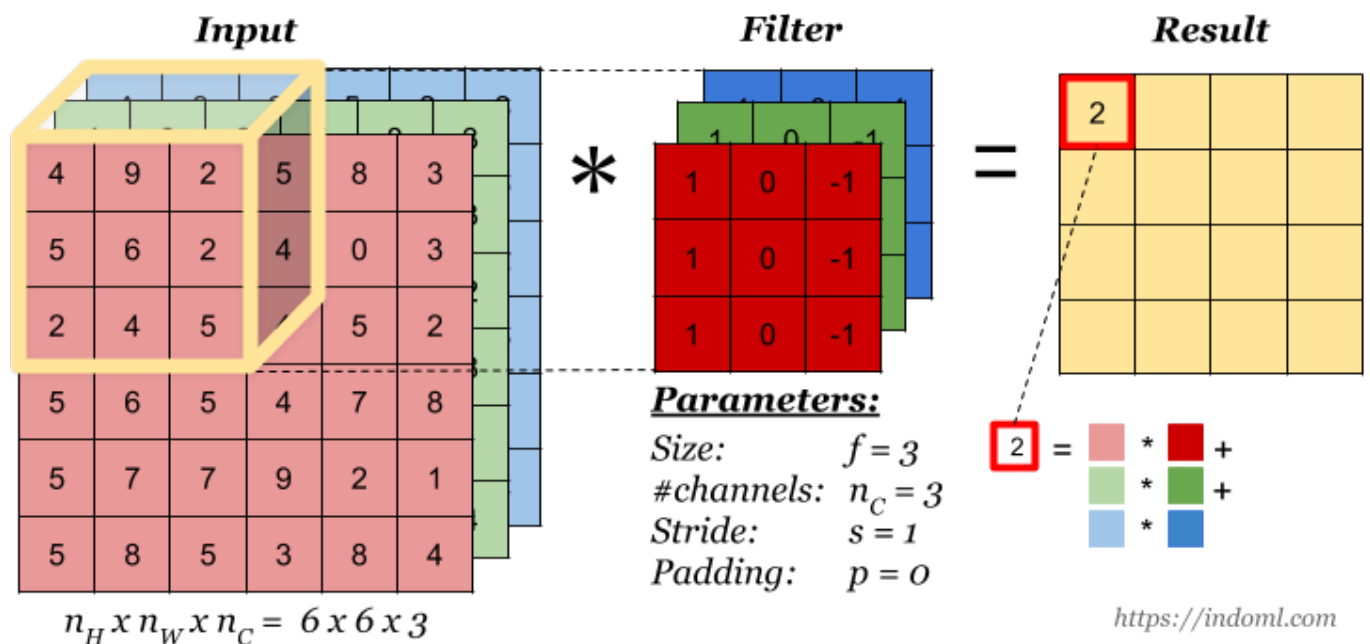 Input
Filter
Result
4 9 2 5 8 3
5 6 2 4 0 3
2 4 5 5 2
5 6 5 4 7 8
5 7 7 9 2 1
5 8 5 3 8 4
n_H x n_W x n_C = 6 x 6 x 3
*
1 0 -1
1 0 -1
1 0 -1
1 0 -1
Parameters:
Size: f = 3
#channels: n_C = 3
Stride: s = 1
Padding: p = 0
=
2
2 = * +
* +
*
https://indoml.com